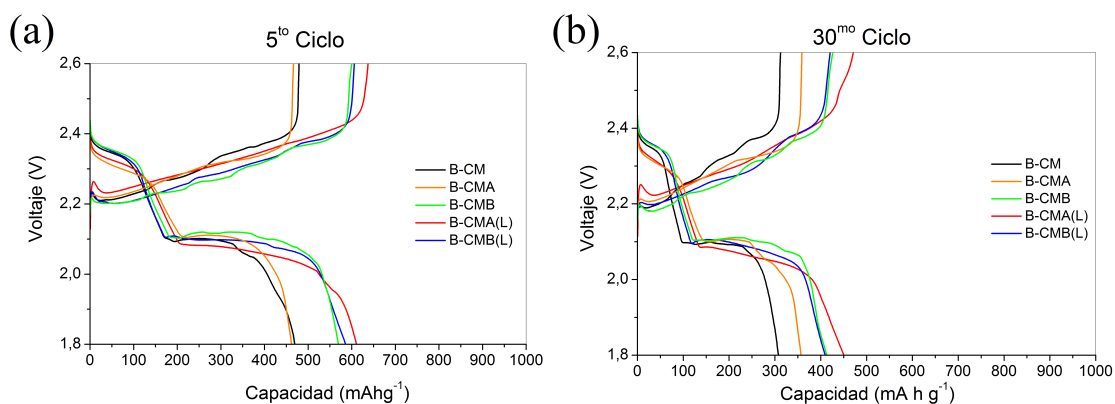 (a)
5to Ciclo
2,6
2,4
2,2
2,0
1,8
Voltaje (V)
0 100 200 300 400 500 600 700 800 900 1000
Capacidad (mAhg-1)
B-CM
B-CMA
B-CMB
B-CMA(L)
B-CMB(L)
(b)
30mo Ciclo
2,6
2,4
2,2
2,0
1,8
Voltaje (V)
0 100 200 300 400 500 600 700 800 900 1000
Capacidad (mA h g-1)
B-CM
B-CMA
B-CMB
B-CMA(L)
B-CMB(L)